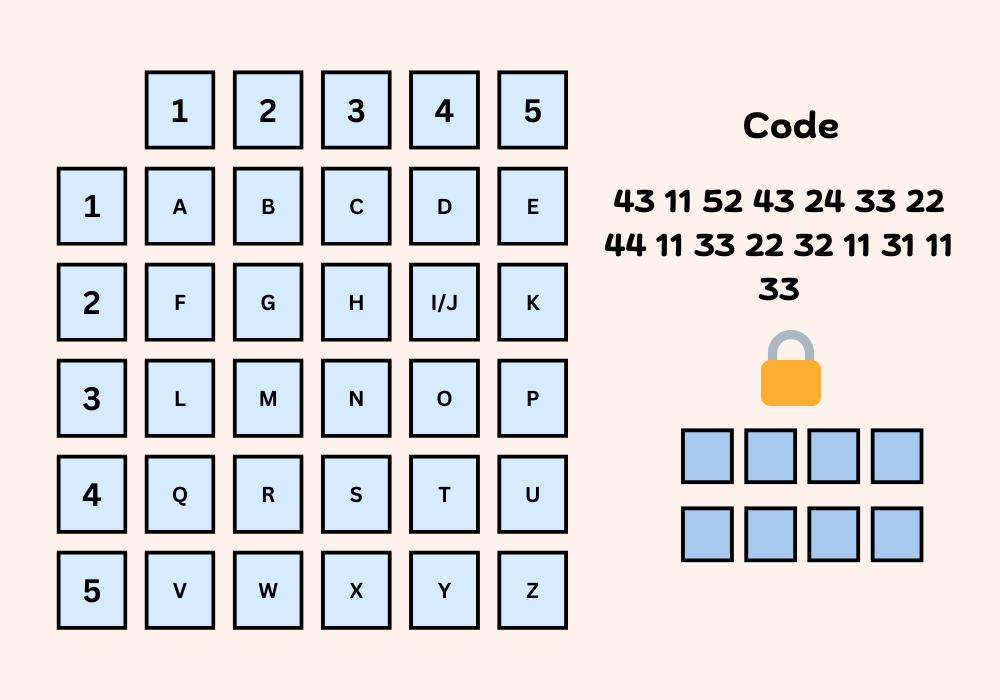 1 2 3 4 5
1 A B C D E
2 F G H I/J K
3 L M N O P
4 Q R S T U
5 V W X Y Z
Code
43 11 52 43 24 33 22
44 11 33 22 32 11 31 11
33